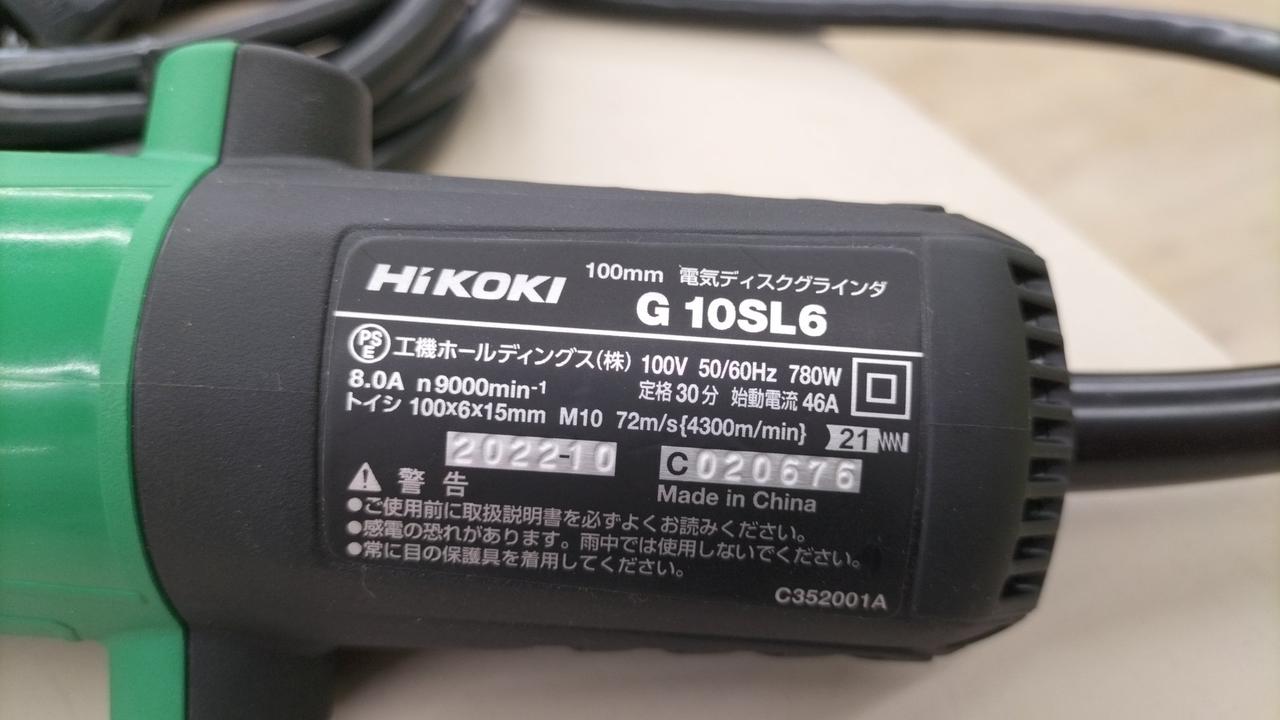 HiKOKI 100mm 電気ディスクグラインダ
G 10SL6
PSE 工機ホールディングス(株) 100V 50/60Hz 780W
8.0A n 9000min-1 定格30分 始動電流 46A
トイシ 100×6×15mm M10 72m/s{4300m/min} 21
2022-10 C020676
Made in China
警告
●ご使用前に取扱説明書を必ずよくお読みください。
●感電の恐れがあります。雨中では使用しないでください。
●常に目の保護具を着用してください。
C352001A